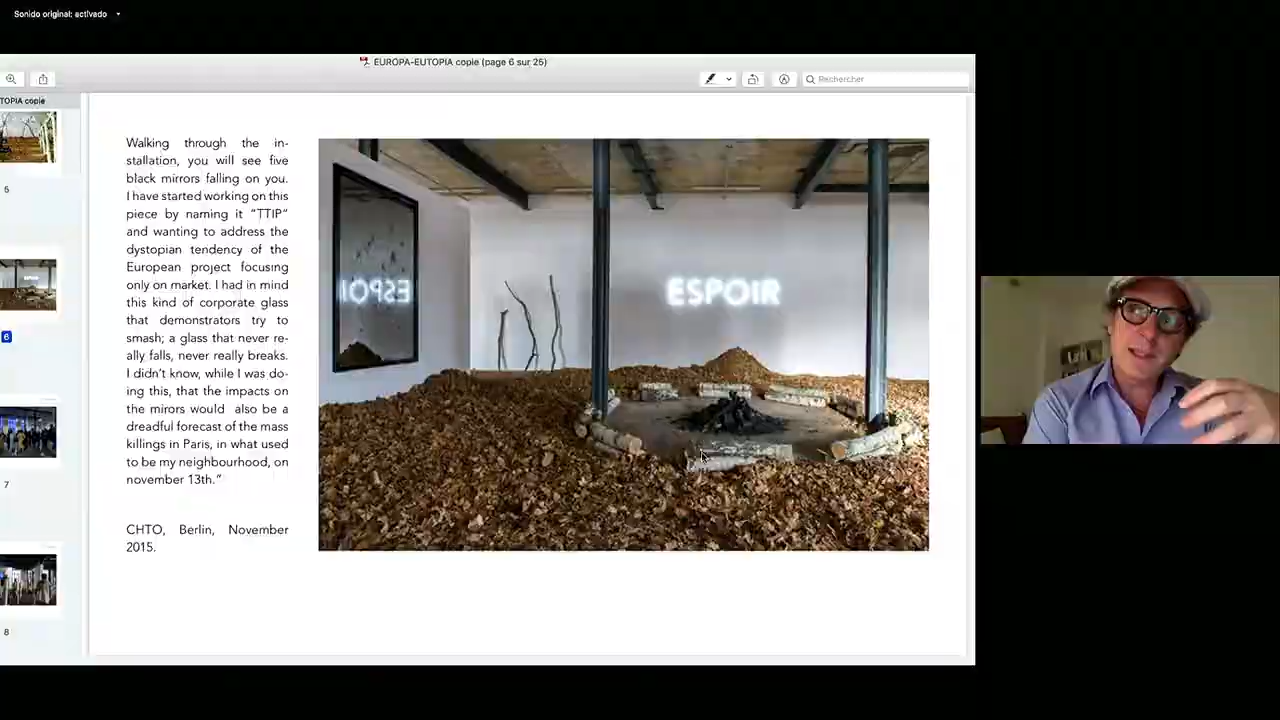 Sonido original: activado
EUROPA-EUTOPIA copie (page 6 sur 25)
Rechercher
TOPIA copie
5
6
7
8
Walking through the in-
stallation, you will see five
black mirrors falling on you.
I have started working on this
piece by naming it “TTIP”
and wanting to address the
dystopian tendency of the
European project focusing
only on market. I had in mind
this kind of corporate glass
that demonstrators try to
smash; a glass that never re-
ally falls, never really breaks.
I didn’t know, while I was do-
ing this, that the impacts on
the mirors would also be a
dreadful forecast of the mass
killings in Paris, in what used
to be my neighbourhood, on
november 13th.”
CHTO, Berlin, November
2015.
ESPOIR
ESPOIR